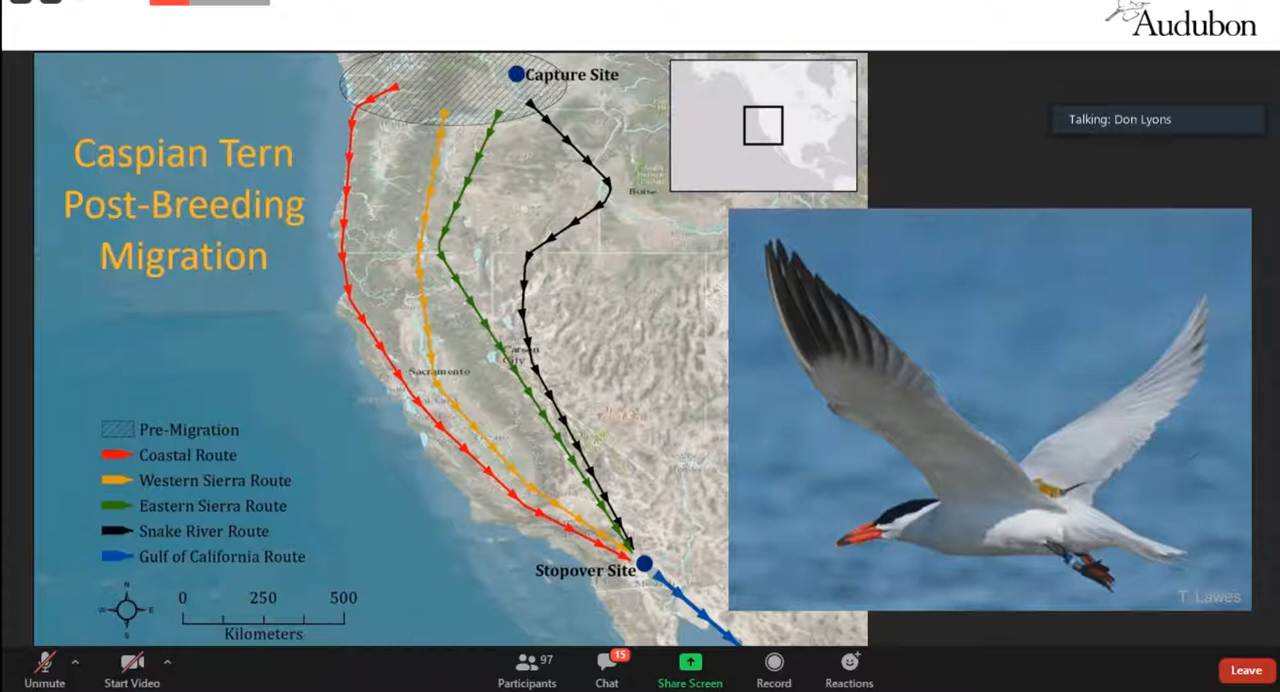 Audubon
Talking: Don Lyons
Caspian Tern
Post-Breeding
Migration
Capture Site
Boise
Carson
City
Sacramento
Stopover Site
Pre-Migration
Coastal Route
Western Sierra Route
Eastern Sierra Route
Snake River Route
Gulf of California Route
N
W
E
S
0 250 500
Kilometers
T. Lawes
Unmute
Start Video
97
Participants
15
Chat
Share Screen
Record
Reactions
Leave